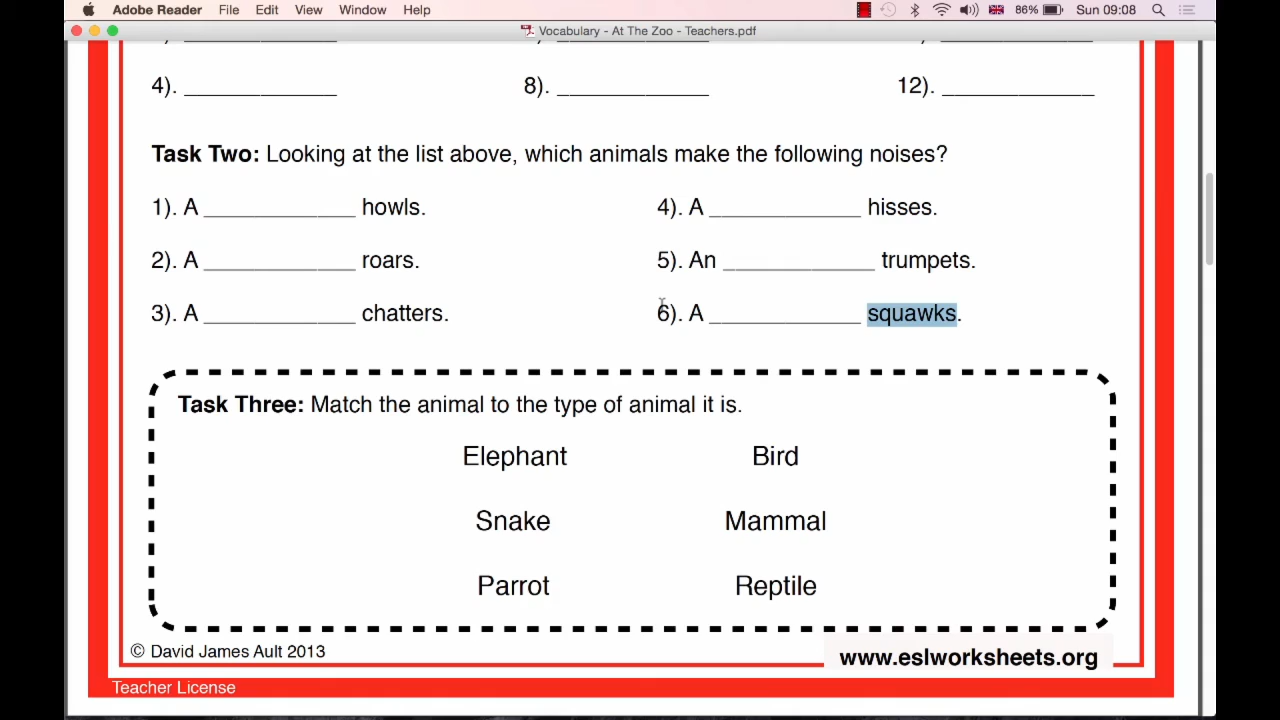 Adobe Reader File Edit View Window Help 86% Sun 09:08
Vocabulary - At The Zoo - Teachers.pdf
4). ____________ 8). ____________ 12). ____________
Task Two: Looking at the list above, which animals make the following noises?
1). A ____________ howls. 4). A ____________ hisses.
2). A ____________ roars. 5). An ____________ trumpets.
3). A ____________ chatters. 6). A ____________ squawks.
Task Three: Match the animal to the type of animal it is.
Elephant Bird
Snake Mammal
Parrot Reptile
© David James Ault 2013
www.eslworksheets.org
Teacher License